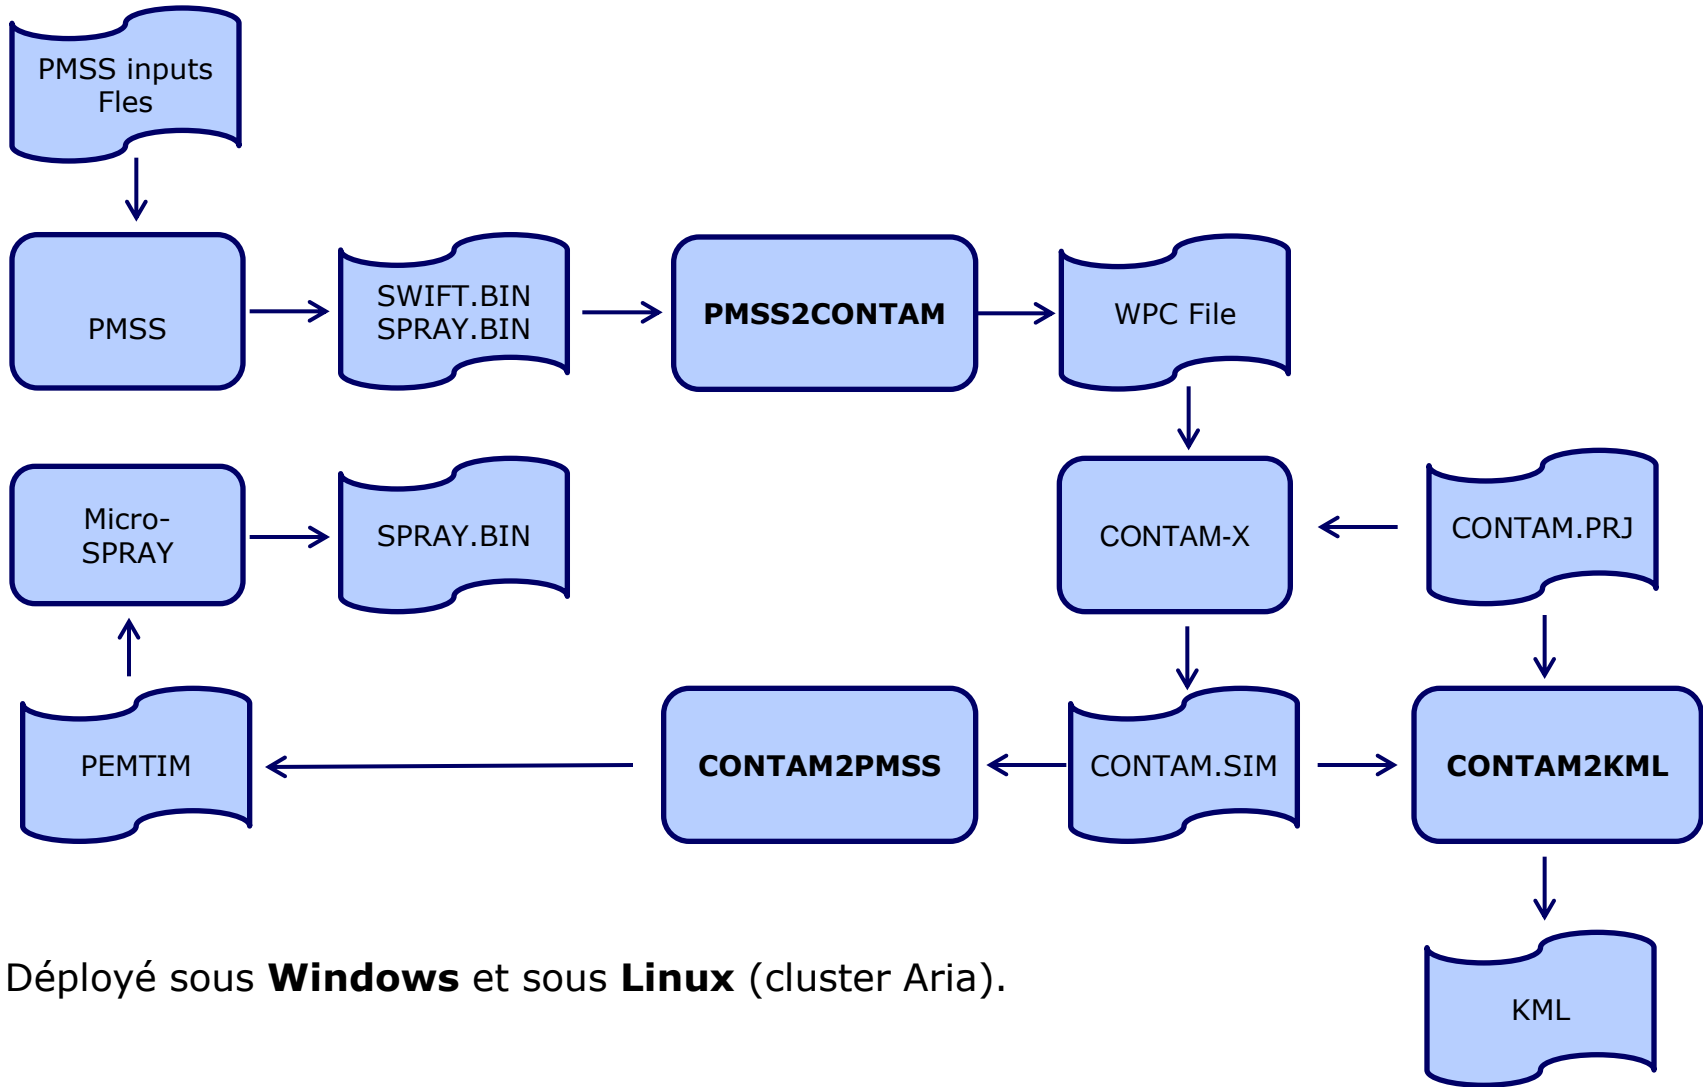 PMSS inputs
Fles
PMSS
SWIFT.BIN
SPRAY.BIN
PMSS2CONTAM
WPC File
Micro-
SPRAY
SPRAY.BIN
CONTAM-X
CONTAM.PRJ
PEMTIM
CONTAM2PMSS
CONTAM.SIM
CONTAM2KML
Déployé sous Windows et sous Linux (cluster Aria).
KML